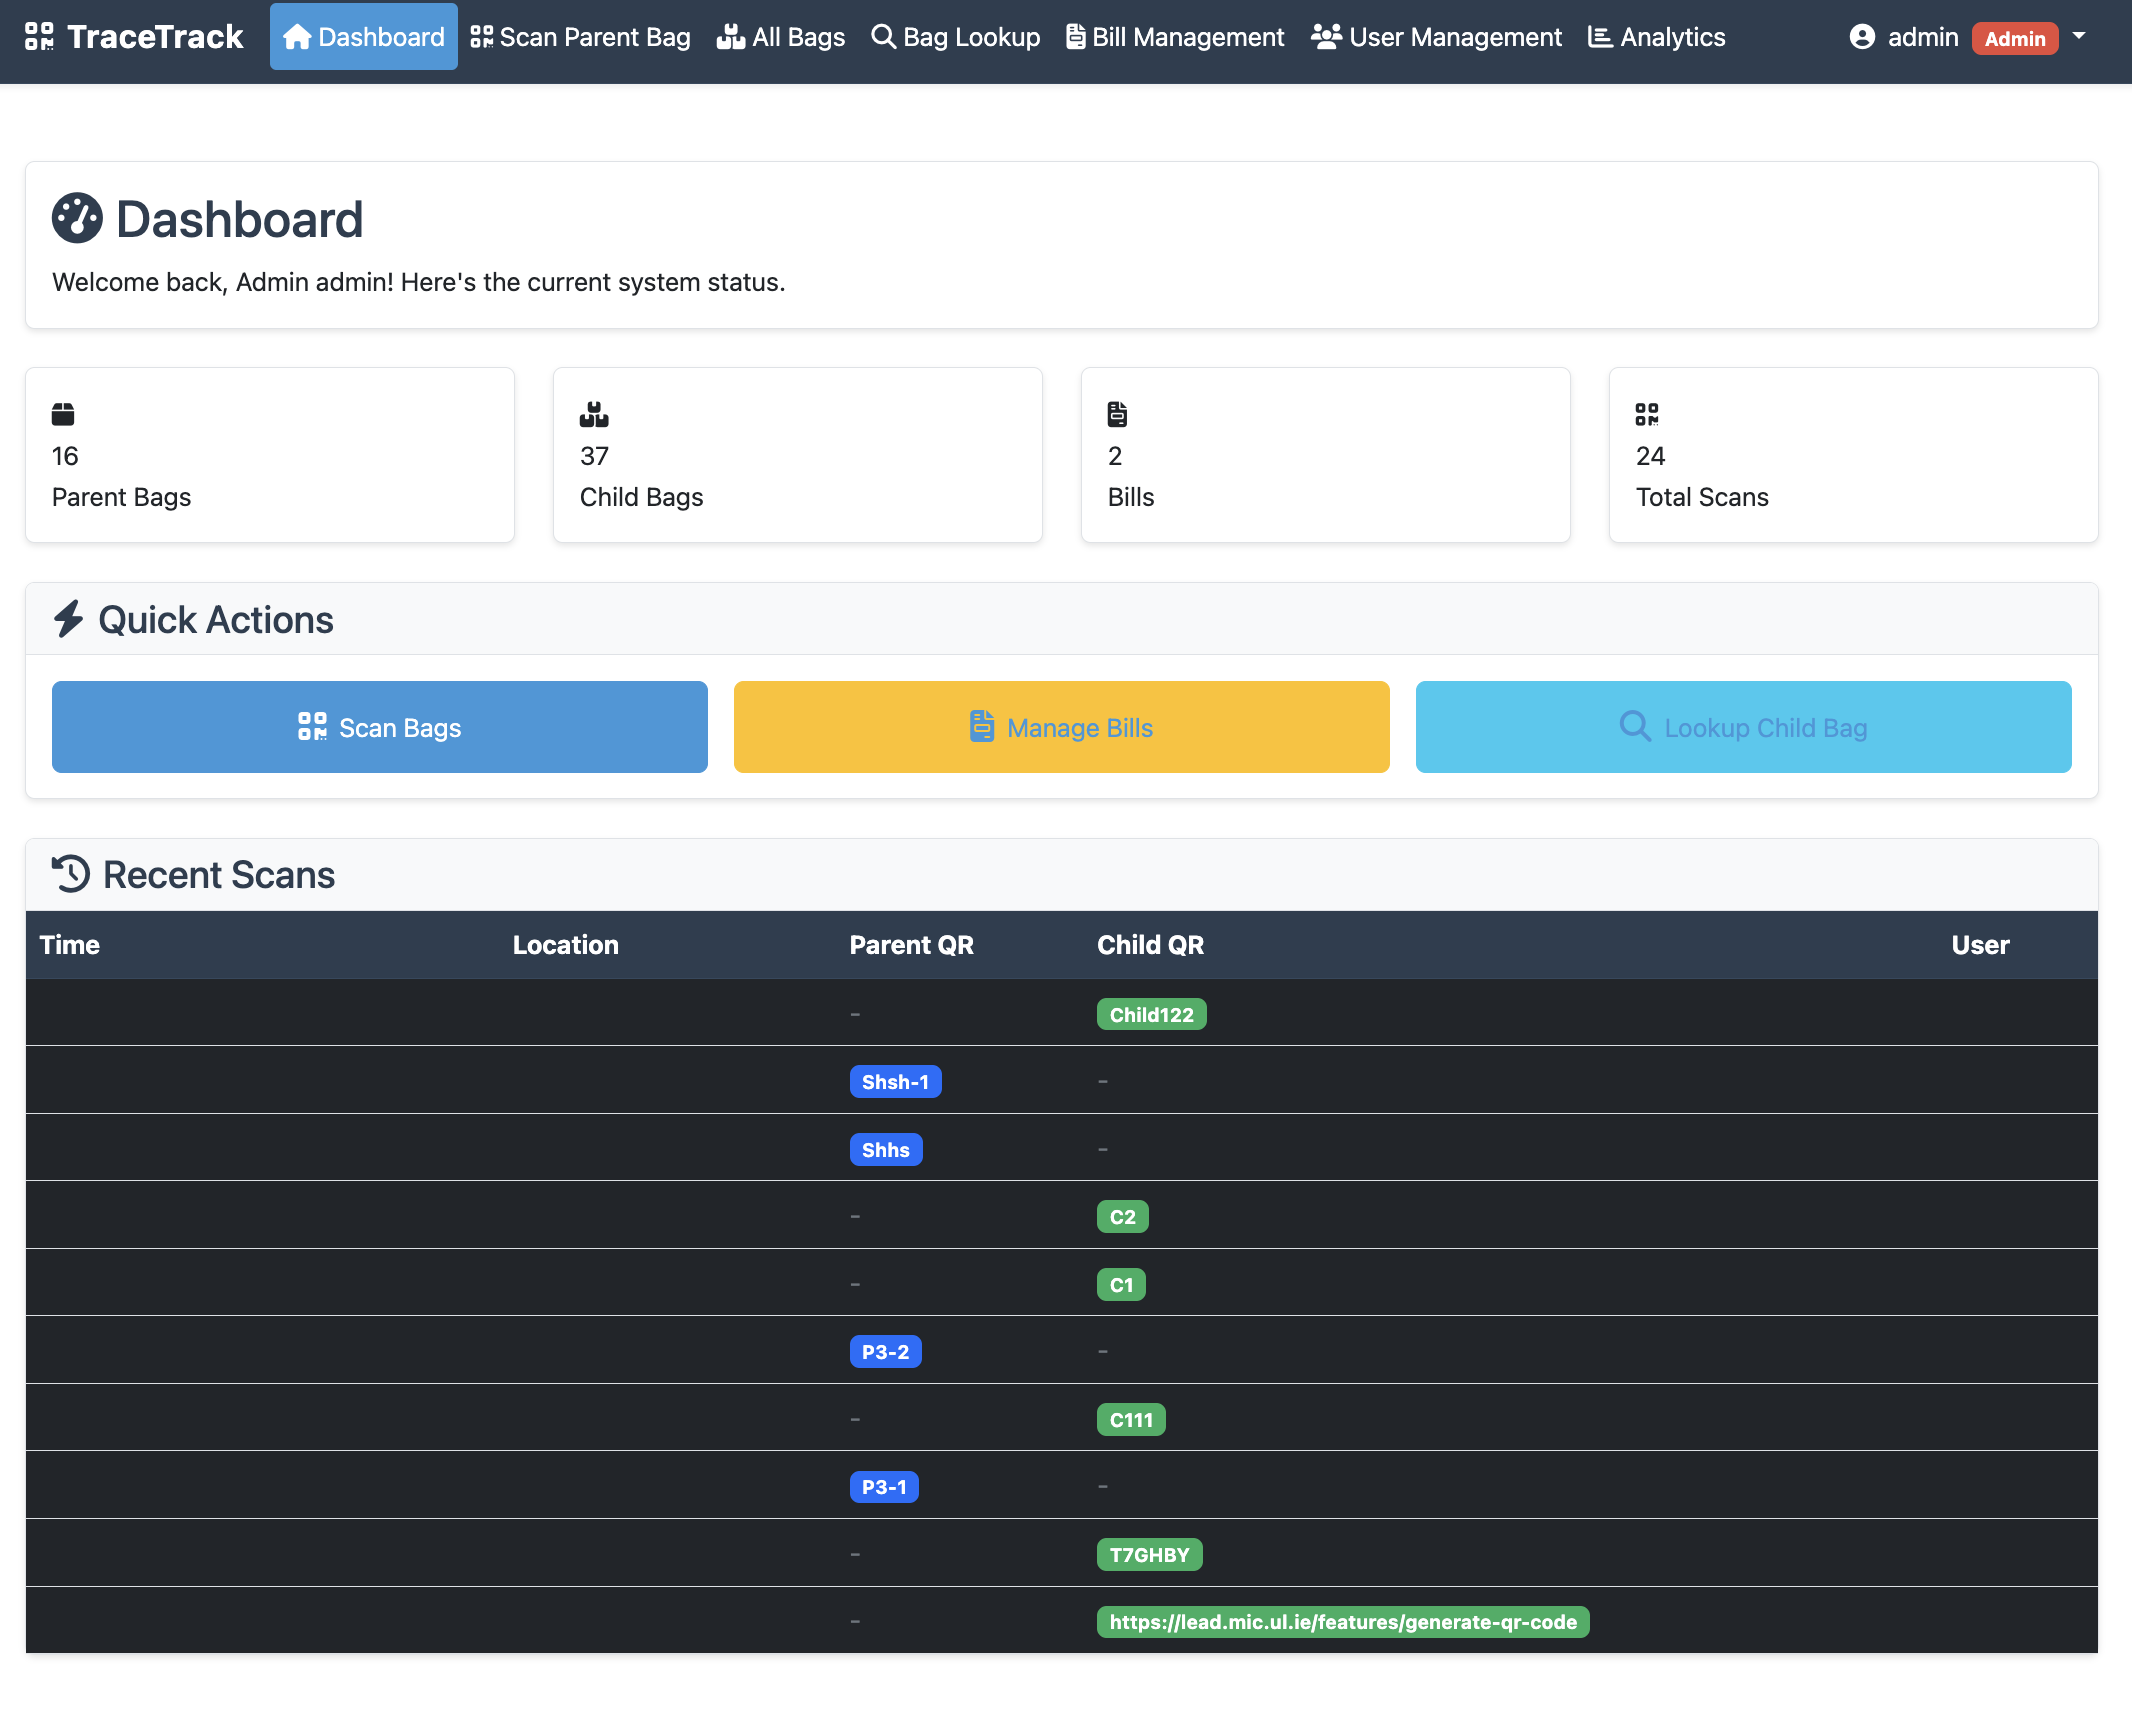 TraceTrack Dashboard Scan Parent Bag All Bags Bag Lookup Bill Management User Management Analytics admin Admin
Dashboard
Welcome back, Admin admin! Here's the current system status.
16
Parent Bags
37
Child Bags
2
Bills
24
Total Scans
Quick Actions
Scan Bags Manage Bills Lookup Child Bag
Recent Scans
Time Location Parent QR Child QR User
- Child122
Shsh-1 -
Shhs -
- C2
- C1
P3-2 -
- C111
P3-1 -
- T7GHBY
- https://lead.mic.ul.ie/features/generate-qr-code